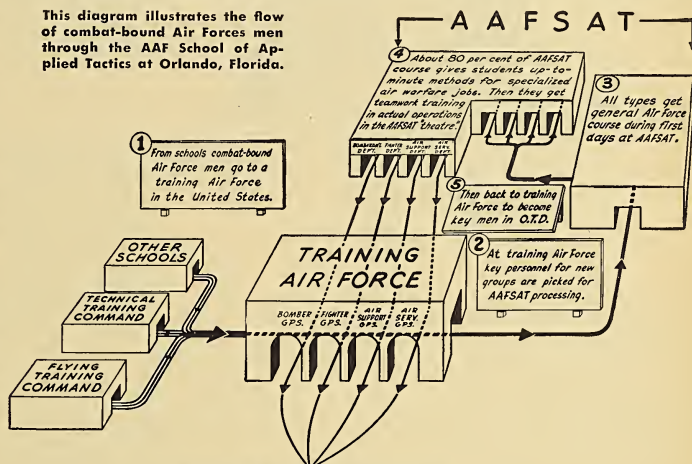 This diagram illustrates the flow
of combat-bound Air Forces men
through the AAF School of Ap-
plied Tactics at Orlando, Florida.
AAFSAT
① From schools combat-bound
Air Force men go to a
training Air Force
in the United States.
④ About 80 per cent of AAFSAT
course gives students up-to-
minute methods for specialized
air warfare jobs. Then they get
teamwork training
in actual operations
in the AAFSAT "theatre."
BOMBARDMT. DEPT.
FIGHTER DEPT.
AIR SUPPORT DEPT.
AIR SERV. DEPT.
③
All types get
general Air Force
course during first
days at AAFSAT.
⑤ Then back to training
Air Force to become
key men in O.T.D.
②
At training Air Force
key personnel for new
groups are picked for
AAFSAT processing.
OTHER
SCHOOLS
TECHNICAL
TRAINING
COMMAND
FLYING
TRAINING
COMMAND
TRAINING
AIR FORCE
BOMBER GPS.
FIGHTER GPS.
AIR SUPPORT GPS.
AIR SERV. GPS.